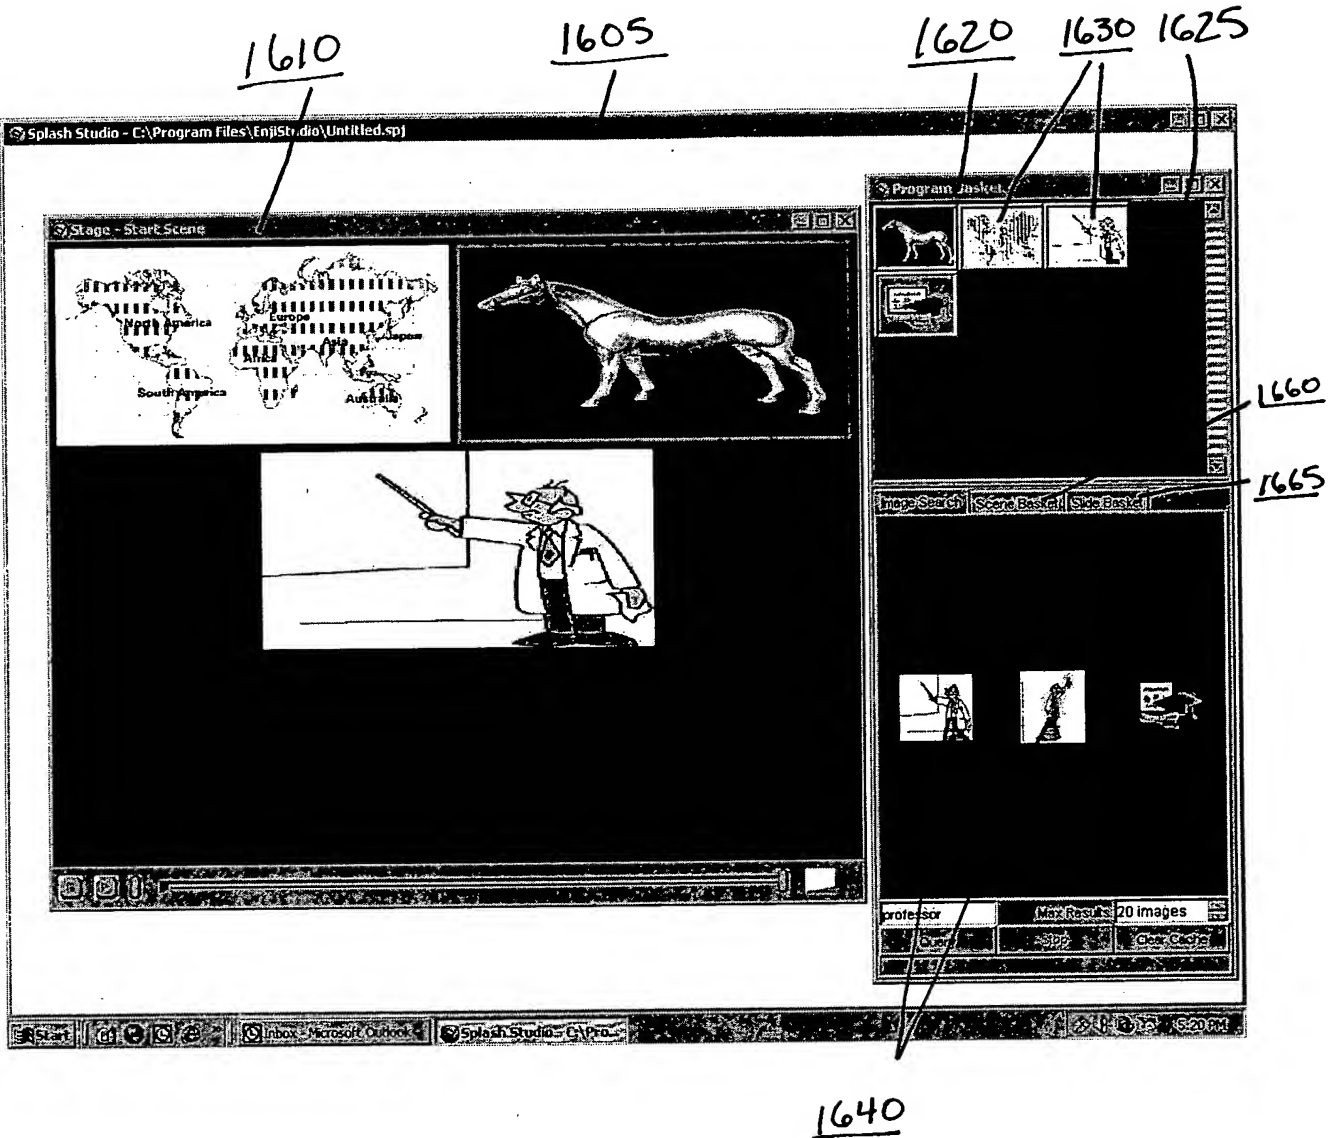 1610
1605
1620
1630
1625
Splash Studio - C:\Program Files\EnjiStudio\Untitled.spj
Program Basket
Stage - Start Scene
North America
Europe
Asia
Japan
Africa
South America
Australia
1660
Image Search
Scene Basket
Slide Basket
1665
professor
Max Results:
20 images
Query
Stop
Clear Cache
Start
Inbox - Microsoft Outlook
Splash Studio - C:\Pro...
5:20 PM
1640